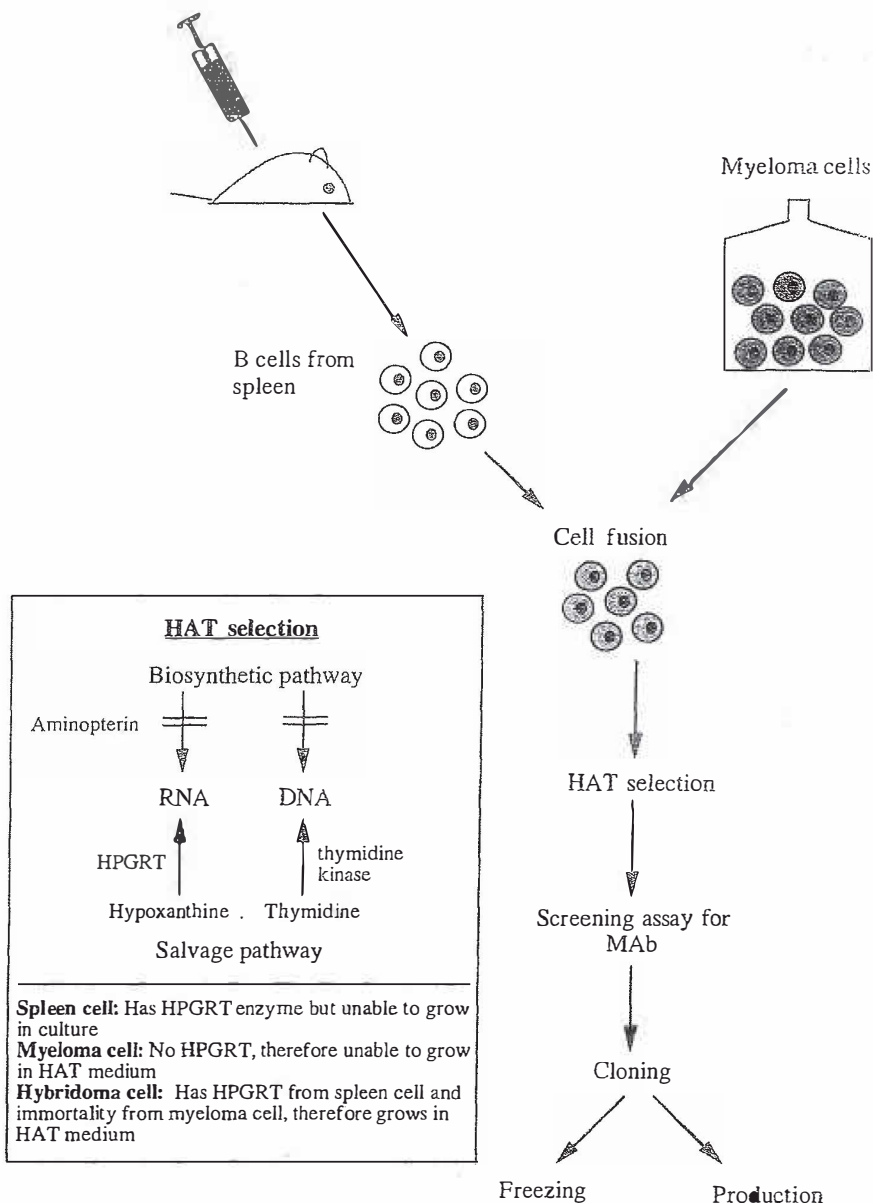 Myeloma cells
B cells from
spleen
Cell fusion
HAT selection
Biosynthetic pathway
Aminopterin
RNA DNA
HPGRT
thymidine
kinase
Hypoxanthine . Thymidine
Salvage pathway
Spleen cell: Has HPGRT enzyme but unable to grow
in culture
Myeloma cell: No HPGRT, therefore unable to grow
in HAT medium
Hybridoma cell: Has HPGRT from spleen cell and
immortality from myeloma cell, therefore grows in
HAT medium
HAT selection
Screening assay for
MAb
Cloning
Freezing Production